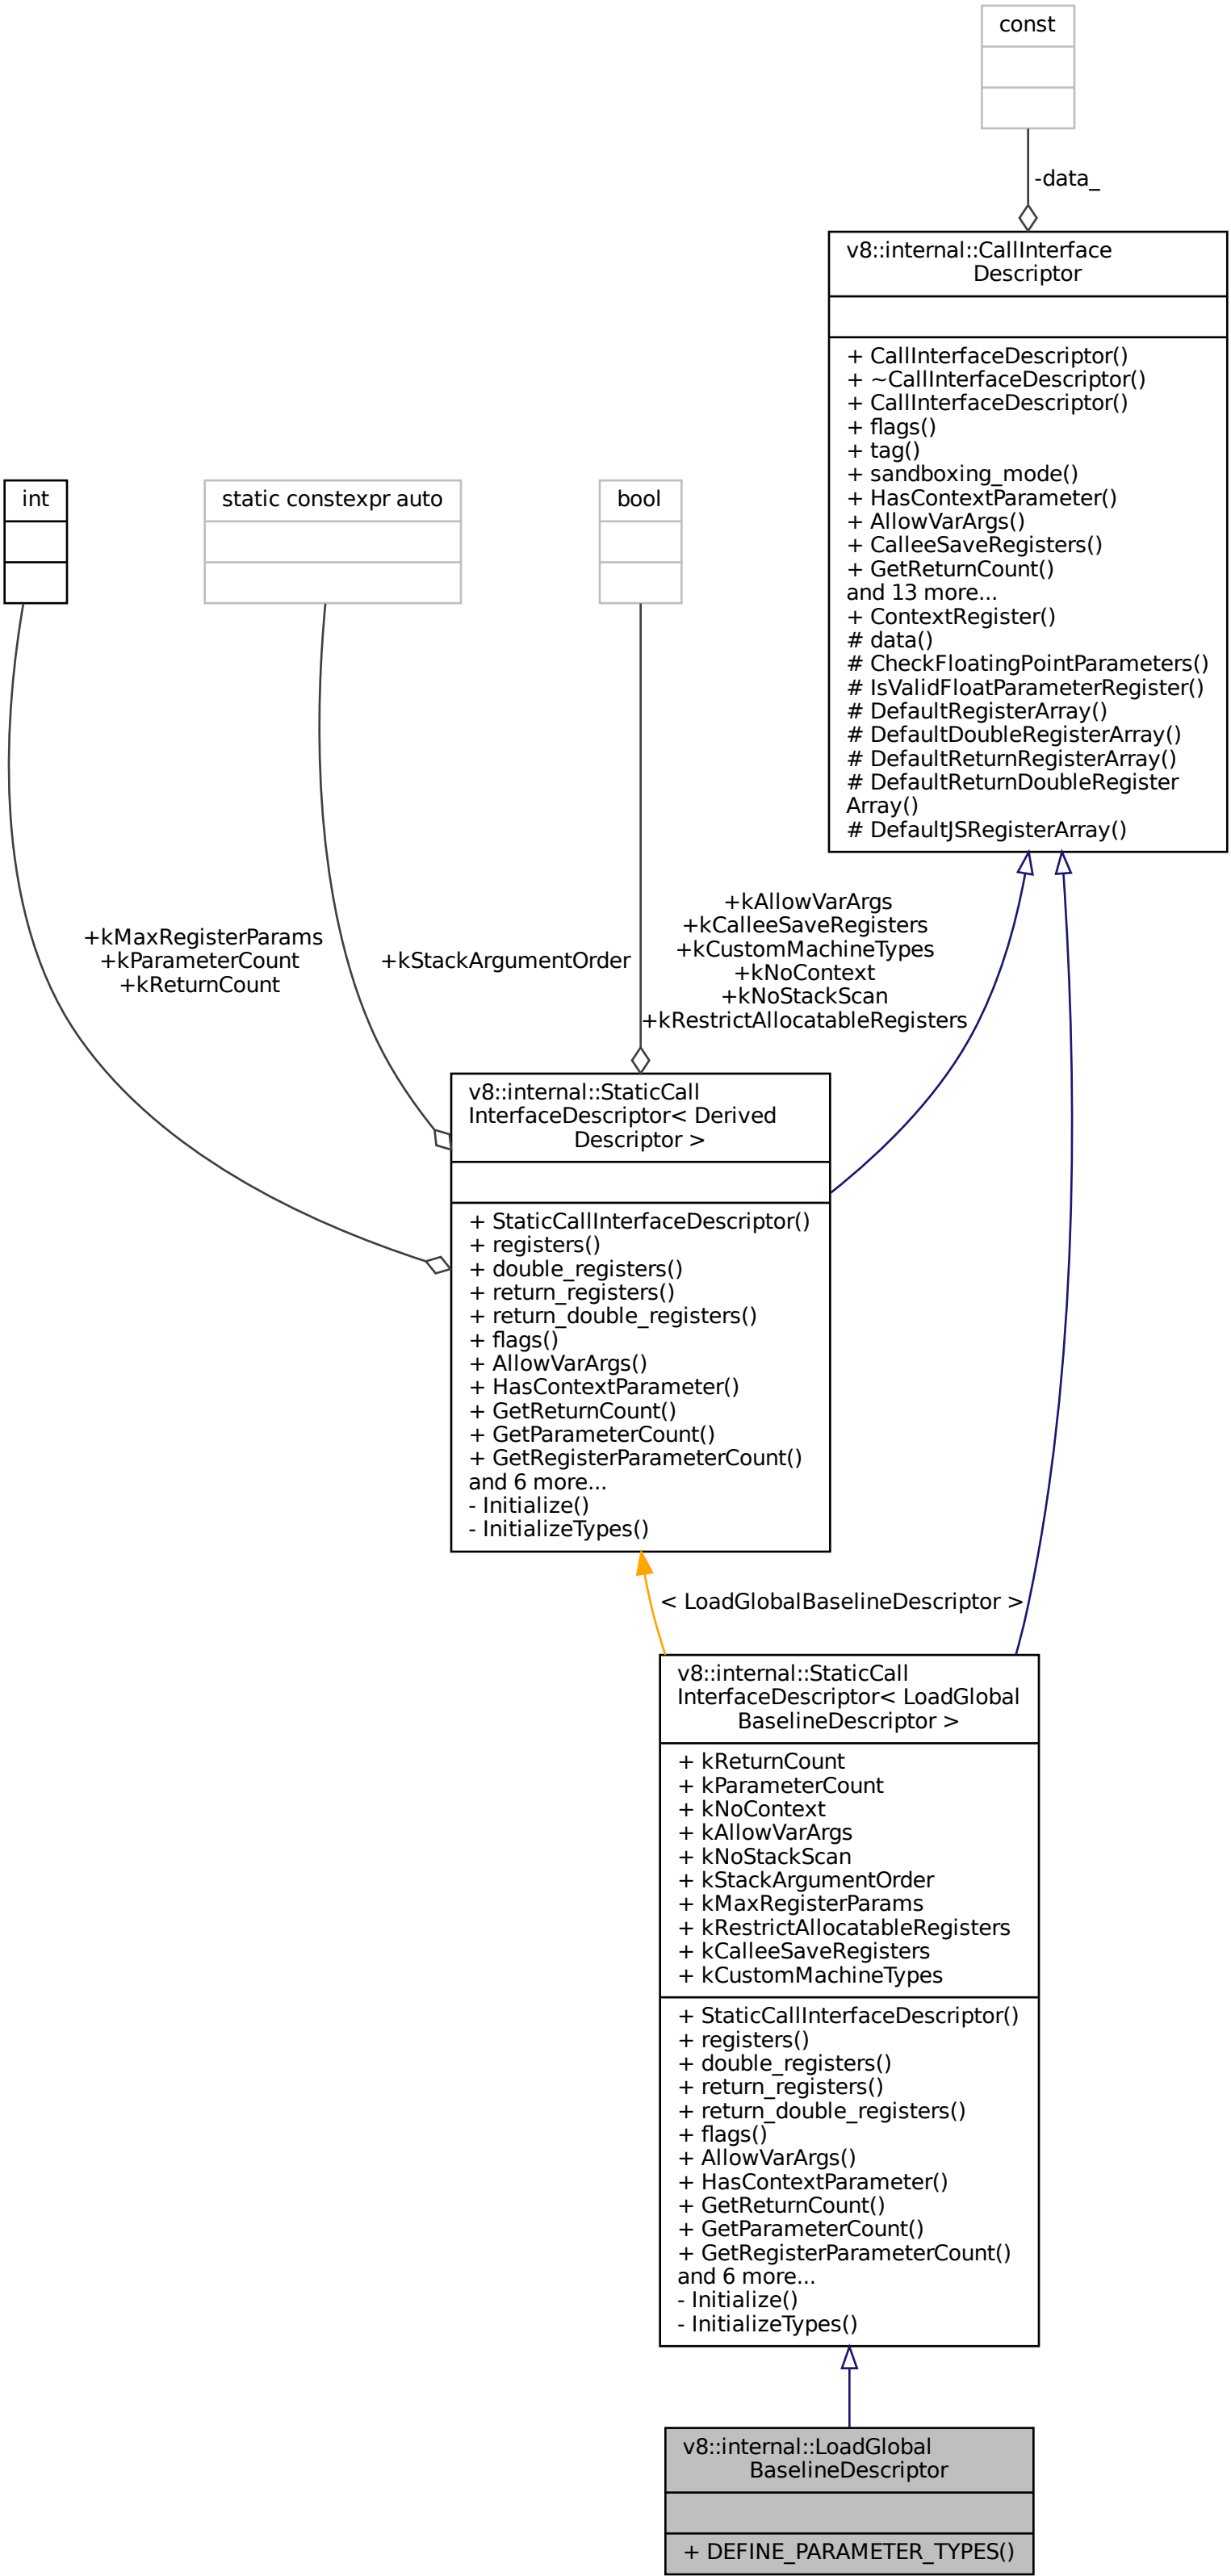 const
-data_
v8::internal::CallInterface
Descriptor
+ CallInterfaceDescriptor()
+ ~CallInterfaceDescriptor()
+ CallInterfaceDescriptor()
+ flags()
+ tag()
+ sandboxing_mode()
+ HasContextParameter()
+ AllowVarArgs()
+ CalleeSaveRegisters()
+ GetReturnCount()
and 13 more...
+ ContextRegister()
# data()
# CheckFloatingPointParameters()
# IsValidFloatParameterRegister()
# DefaultRegisterArray()
# DefaultDoubleRegisterArray()
# DefaultReturnRegisterArray()
# DefaultReturnDoubleRegister
Array()
# DefaultJSRegisterArray()
int
static constexpr auto
bool
+kMaxRegisterParams
+kParameterCount
+kReturnCount
+kStackArgumentOrder
+kAllowVarArgs
+kCalleeSaveRegisters
+kCustomMachineTypes
+kNoContext
+kNoStackScan
+kRestrictAllocatableRegisters
v8::internal::StaticCall
InterfaceDescriptor< Derived
Descriptor >
+ StaticCallInterfaceDescriptor()
+ registers()
+ double_registers()
+ return_registers()
+ return_double_registers()
+ flags()
+ AllowVarArgs()
+ HasContextParameter()
+ GetReturnCount()
+ GetParameterCount()
+ GetRegisterParameterCount()
and 6 more...
- Initialize()
- InitializeTypes()
< LoadGlobalBaselineDescriptor >
v8::internal::StaticCall
InterfaceDescriptor< LoadGlobal
BaselineDescriptor >
+ kReturnCount
+ kParameterCount
+ kNoContext
+ kAllowVarArgs
+ kNoStackScan
+ kStackArgumentOrder
+ kMaxRegisterParams
+ kRestrictAllocatableRegisters
+ kCalleeSaveRegisters
+ kCustomMachineTypes
+ StaticCallInterfaceDescriptor()
+ registers()
+ double_registers()
+ return_registers()
+ return_double_registers()
+ flags()
+ AllowVarArgs()
+ HasContextParameter()
+ GetReturnCount()
+ GetParameterCount()
+ GetRegisterParameterCount()
and 6 more...
- Initialize()
- InitializeTypes()
v8::internal::LoadGlobal
BaselineDescriptor
+ DEFINE_PARAMETER_TYPES()